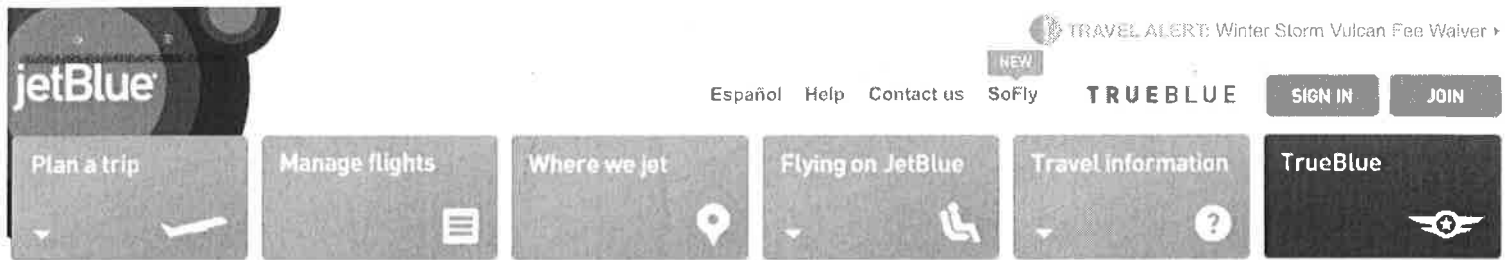 TRAVEL ALERT: Winter Storm Vulcan Fee Waiver
NEW
jetBlue
Español Help Contact us SoFly TRUEBLUE SIGN IN JOIN
Plan a trip Manage flights Where we jet Flying on JetBlue Travel information TrueBlue
?